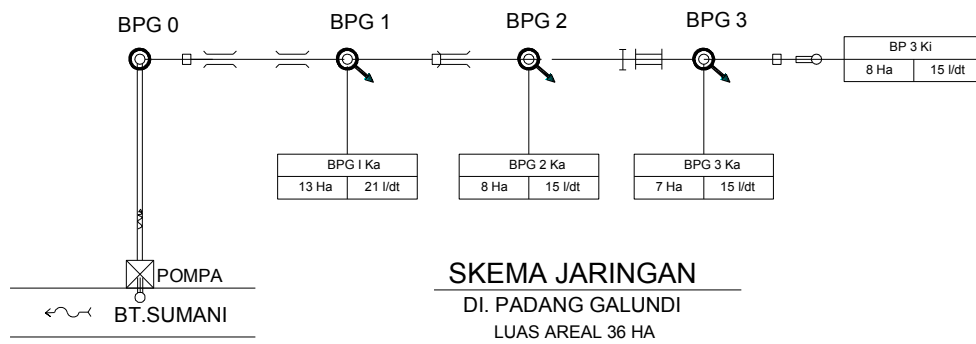 BPG 0
BPG 1
BPG 2
BPG 3
BP 3 Ki
8 Ha 15 l/dt
BPG I Ka
13 Ha 21 l/dt
BPG 2 Ka
8 Ha 15 l/dt
BPG 3 Ka
7 Ha 15 l/dt
POMPA
BT.SUMANI
SKEMA JARINGAN
DI. PADANG GALUNDI
LUAS AREAL 36 HA